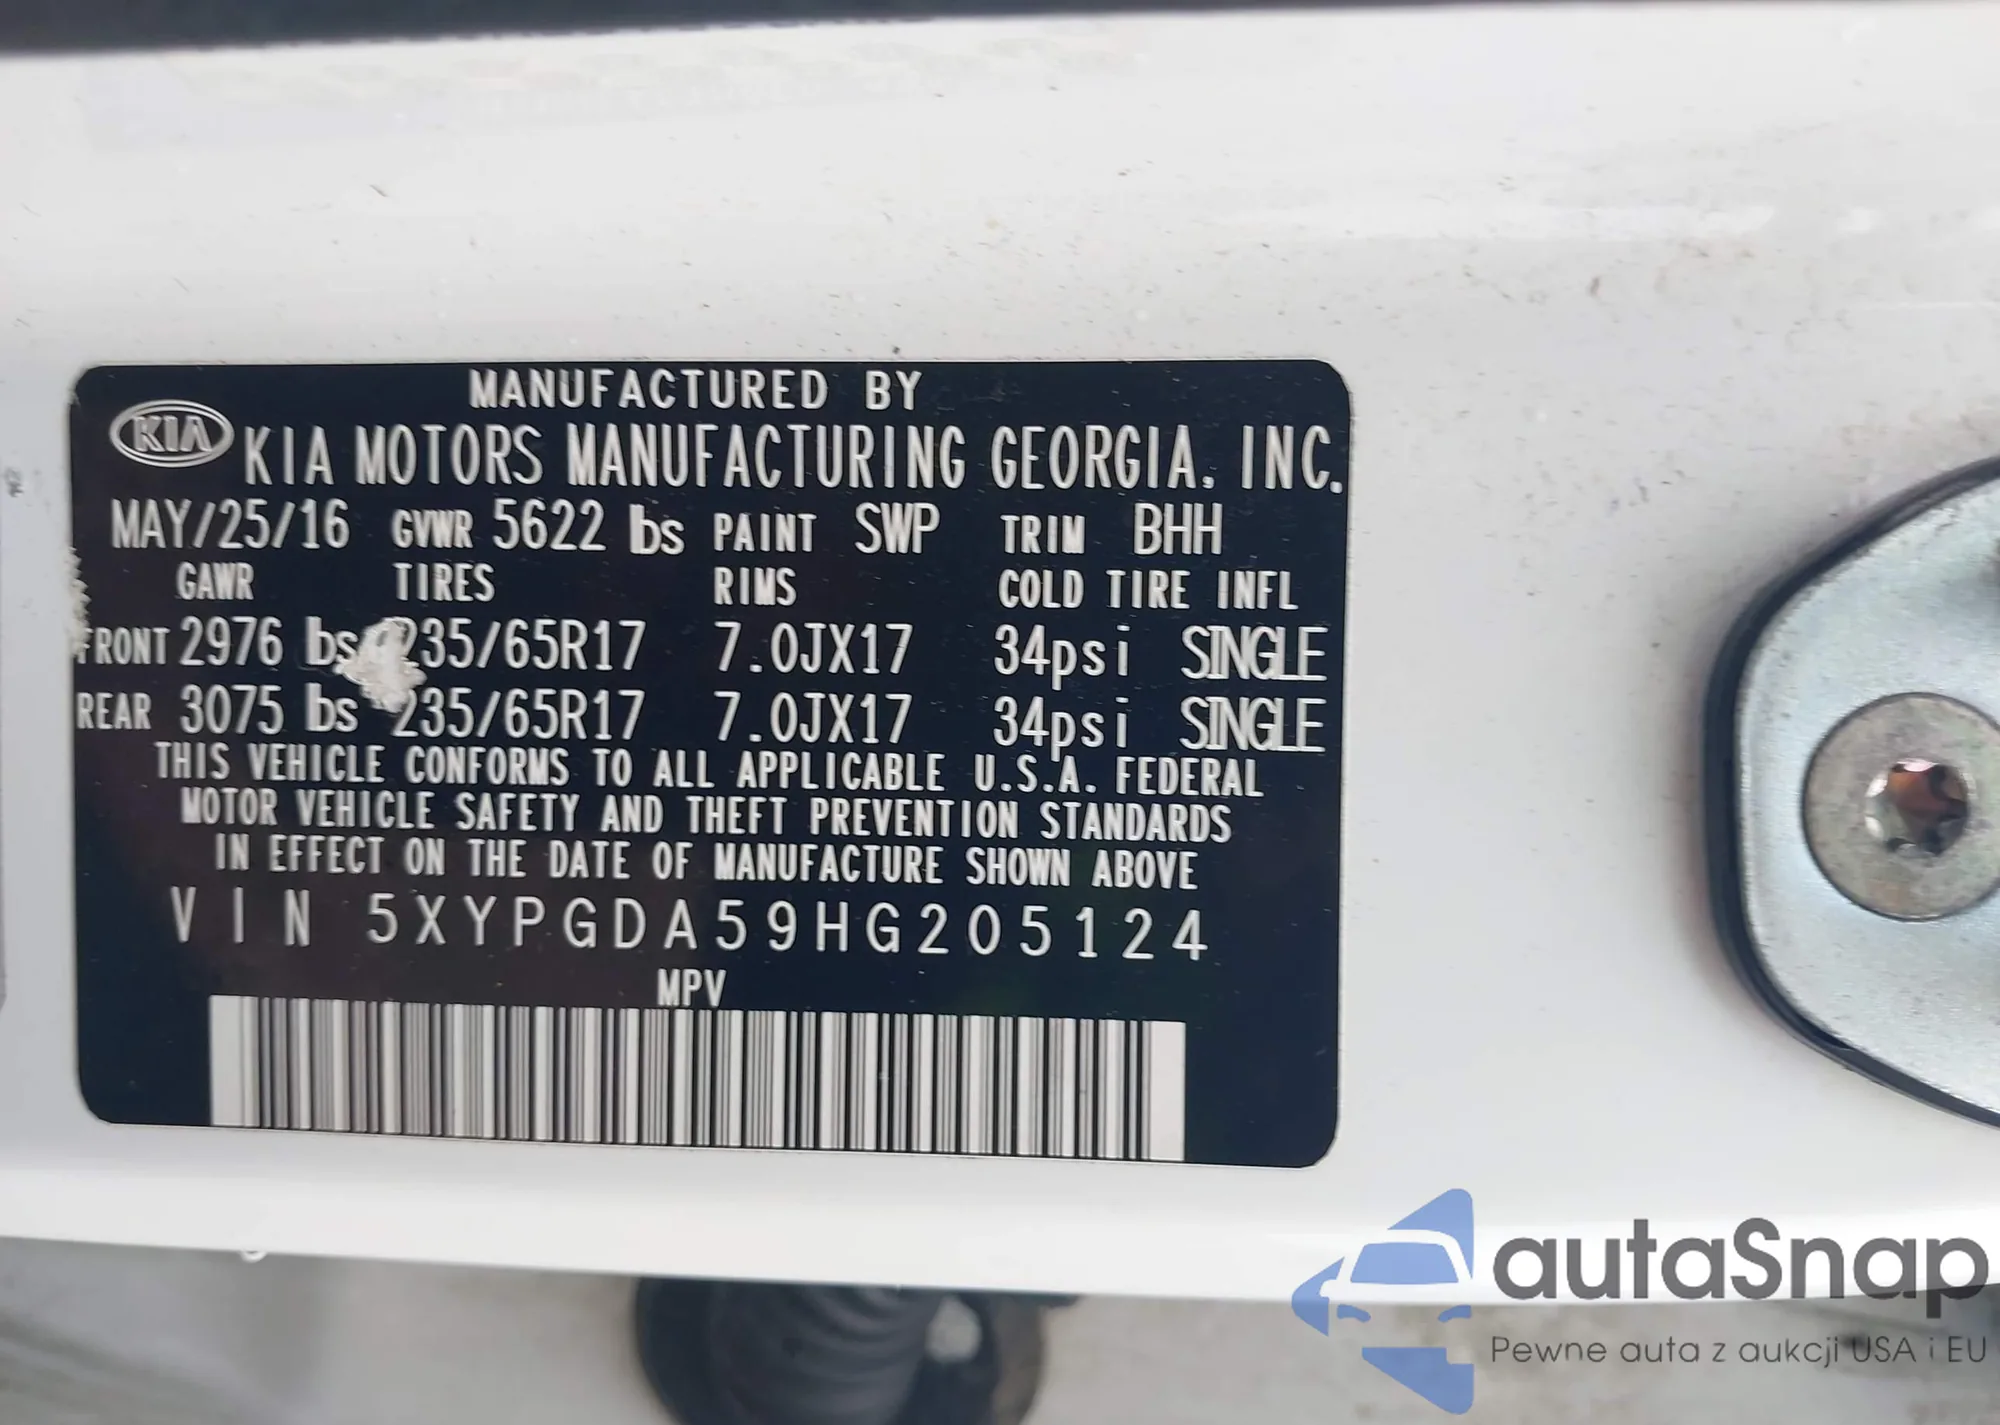 MANUFACTURED BY
KIA KIA MOTORS MANUFACTURING GEORGIA, INC.
MAY/25/16 GVWR 5622 lbs PAINT SWP TRIM BHH
GAWR TIRES RIMS COLD TIRE INFL
FRONT 2976 lbs 235/65R17 7.0JX17 34psi SINGLE
REAR 3075 lbs 235/65R17 7.0JX17 34psi SINGLE
THIS VEHICLE CONFORMS TO ALL APPLICABLE U.S.A. FEDERAL
MOTOR VEHICLE SAFETY AND THEFT PREVENTION STANDARDS
IN EFFECT ON THE DATE OF MANUFACTURE SHOWN ABOVE
VIN 5XYPGDA59HG205124
MPV
autaSnap
Pewne auta z aukcji USA i EU